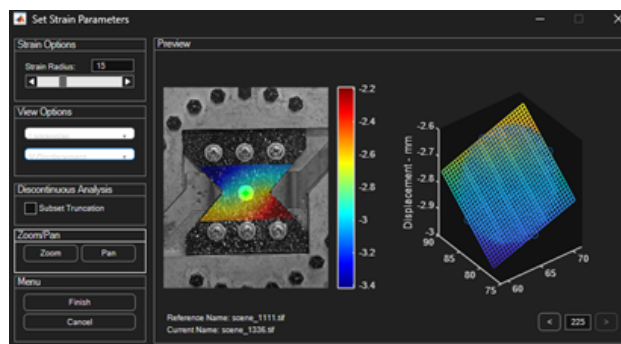 Set Strain Parameters
Strain Options
Strain Radius: 15
View Options
Discontinuous Analysis
Subset Truncation
Zoom/Pan
Zoom Pan
Menu
Finish
Cancel
Preview
-2.2
-2.4
-2.6
-2.8
-3
-3.2
-3.4
Displacement - mm
-2.6
-2.7
-2.8
-2.9
-3
90
85
80
75
60
65
70
Reference Name: scene_1111.tif
Current Name: scene_1336.tif
< 225 >